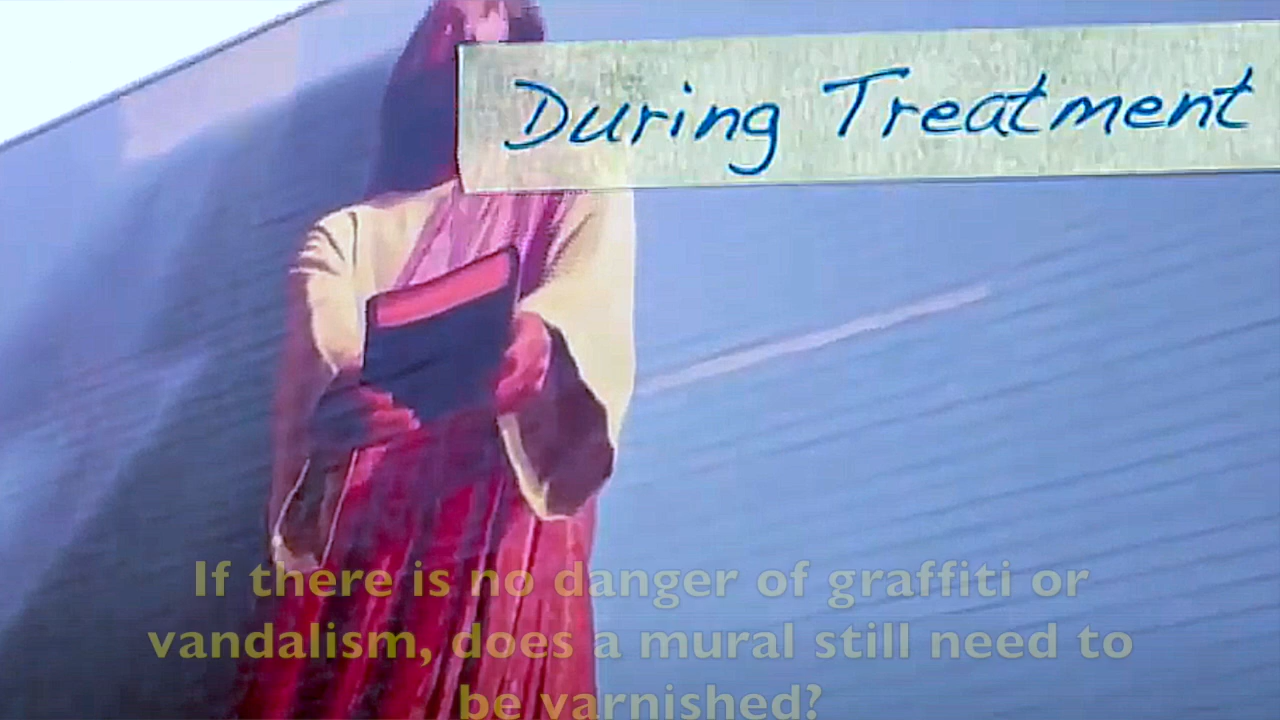 During Treatment
If there is no danger of graffiti or
vandalism, does a mural still need to
be varnished?